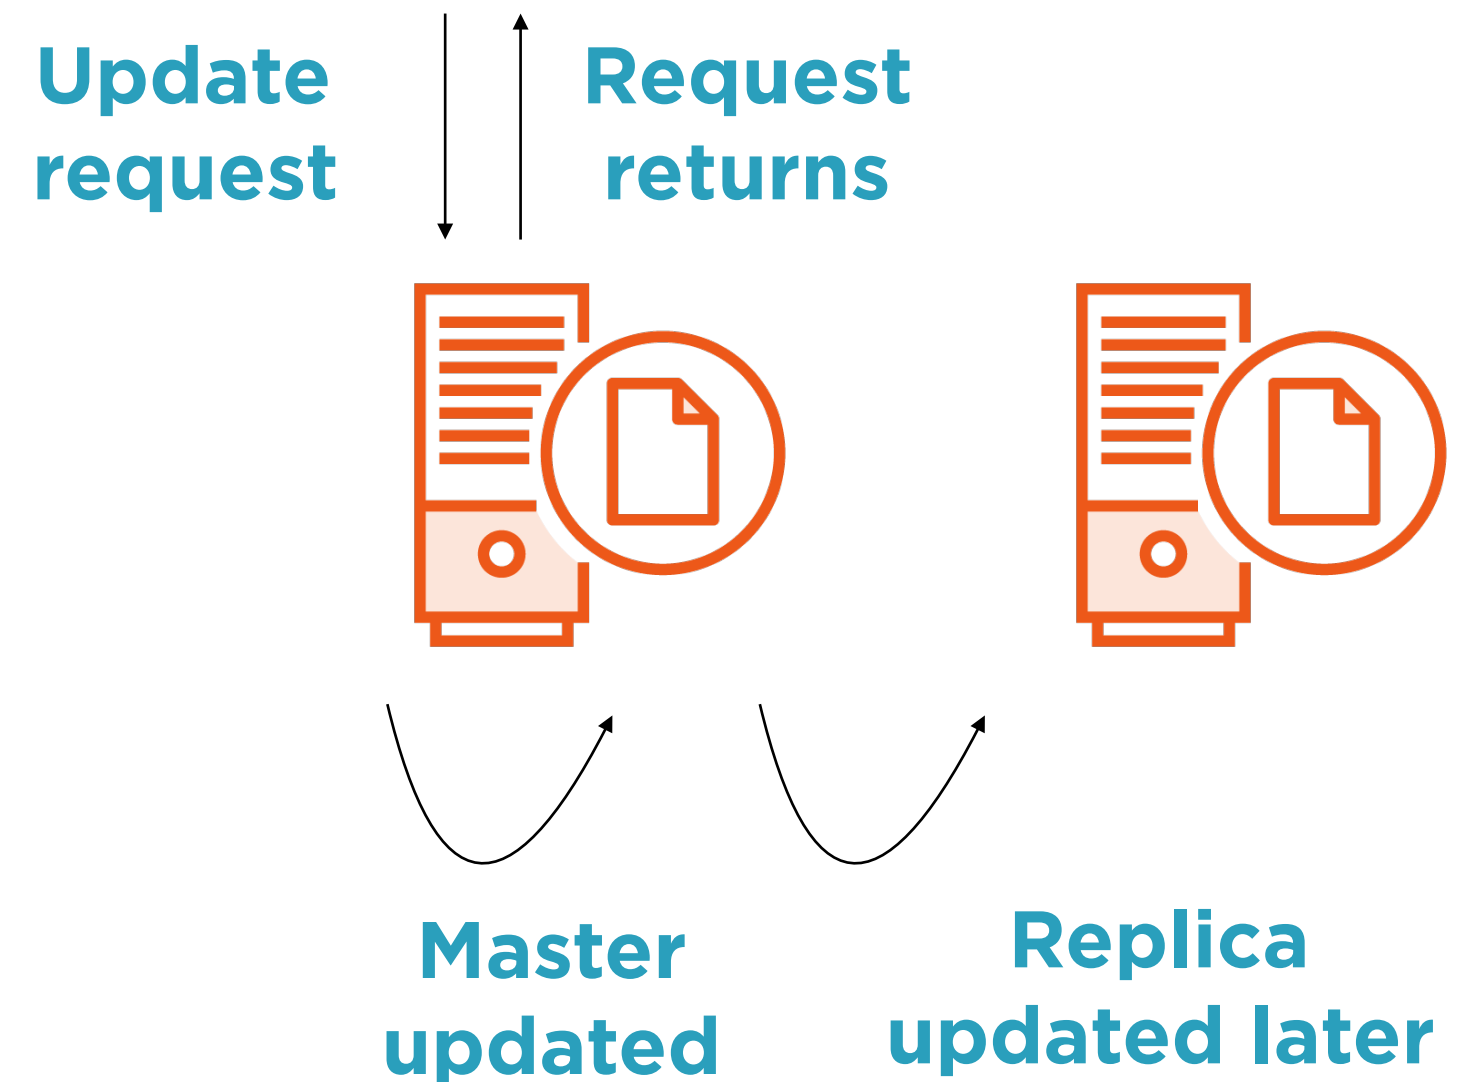 Update
request
Request
returns
Master
updated
Replica
updated later